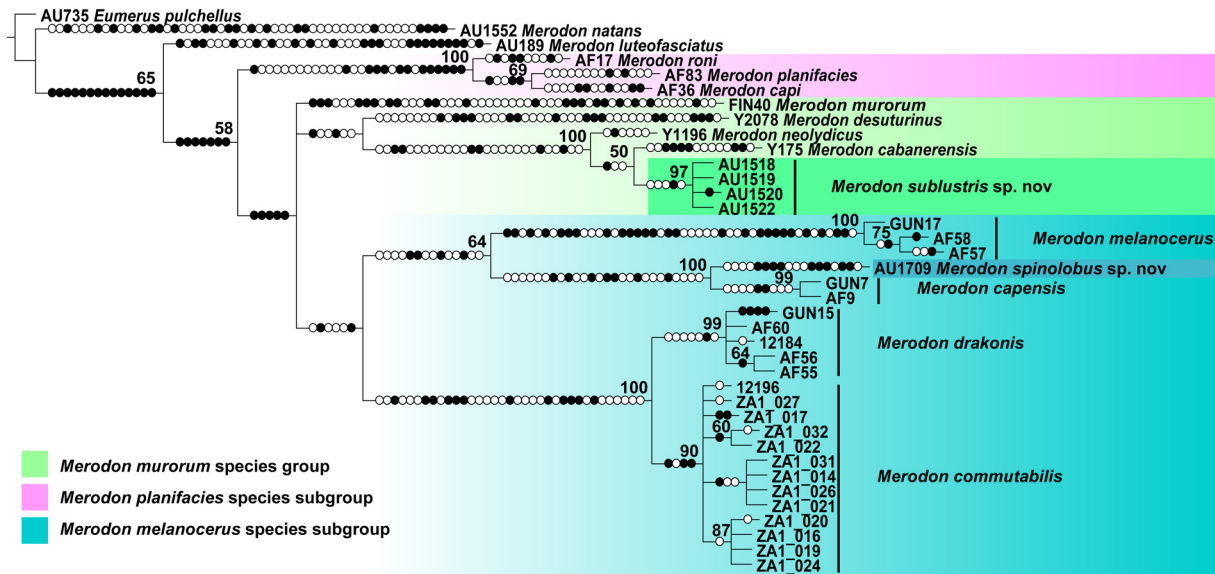 AU735 Eumerus pulchellus
AU1552 Merodon natans
65
AU189 Merodon luteofasciatus
58
100
AF17 Merodon roni
69
AF83 Merodon planifacies
AF36 Merodon capi
FIN40 Merodon murorum
Y2078 Merodon desuturinus
100
Y1196 Merodon neolydicus
50
Y175 Merodon cabanerensis
97
AU1518
AU1519
AU1520
AU1522
Merodon sublustris sp. nov
64
100
GUN17
75
AF58
AF57
Merodon melanocerus
100
AU1709 Merodon spinolobus sp. nov
99
GUN7
AF9
Merodon capensis
100
99
GUN15
AF60
12184
64
AF56
AF55
Merodon drakonis
90
12196
ZA1_027
ZA1_017
60
ZA1_032
ZA1_022
ZA1_031
ZA1_014
ZA1_026
ZA1_021
87
ZA1_020
ZA1_016
ZA1_019
ZA1_024
Merodon commutabilis
Merodon murorum species group
Merodon planifacies species subgroup
Merodon melanocerus species subgroup